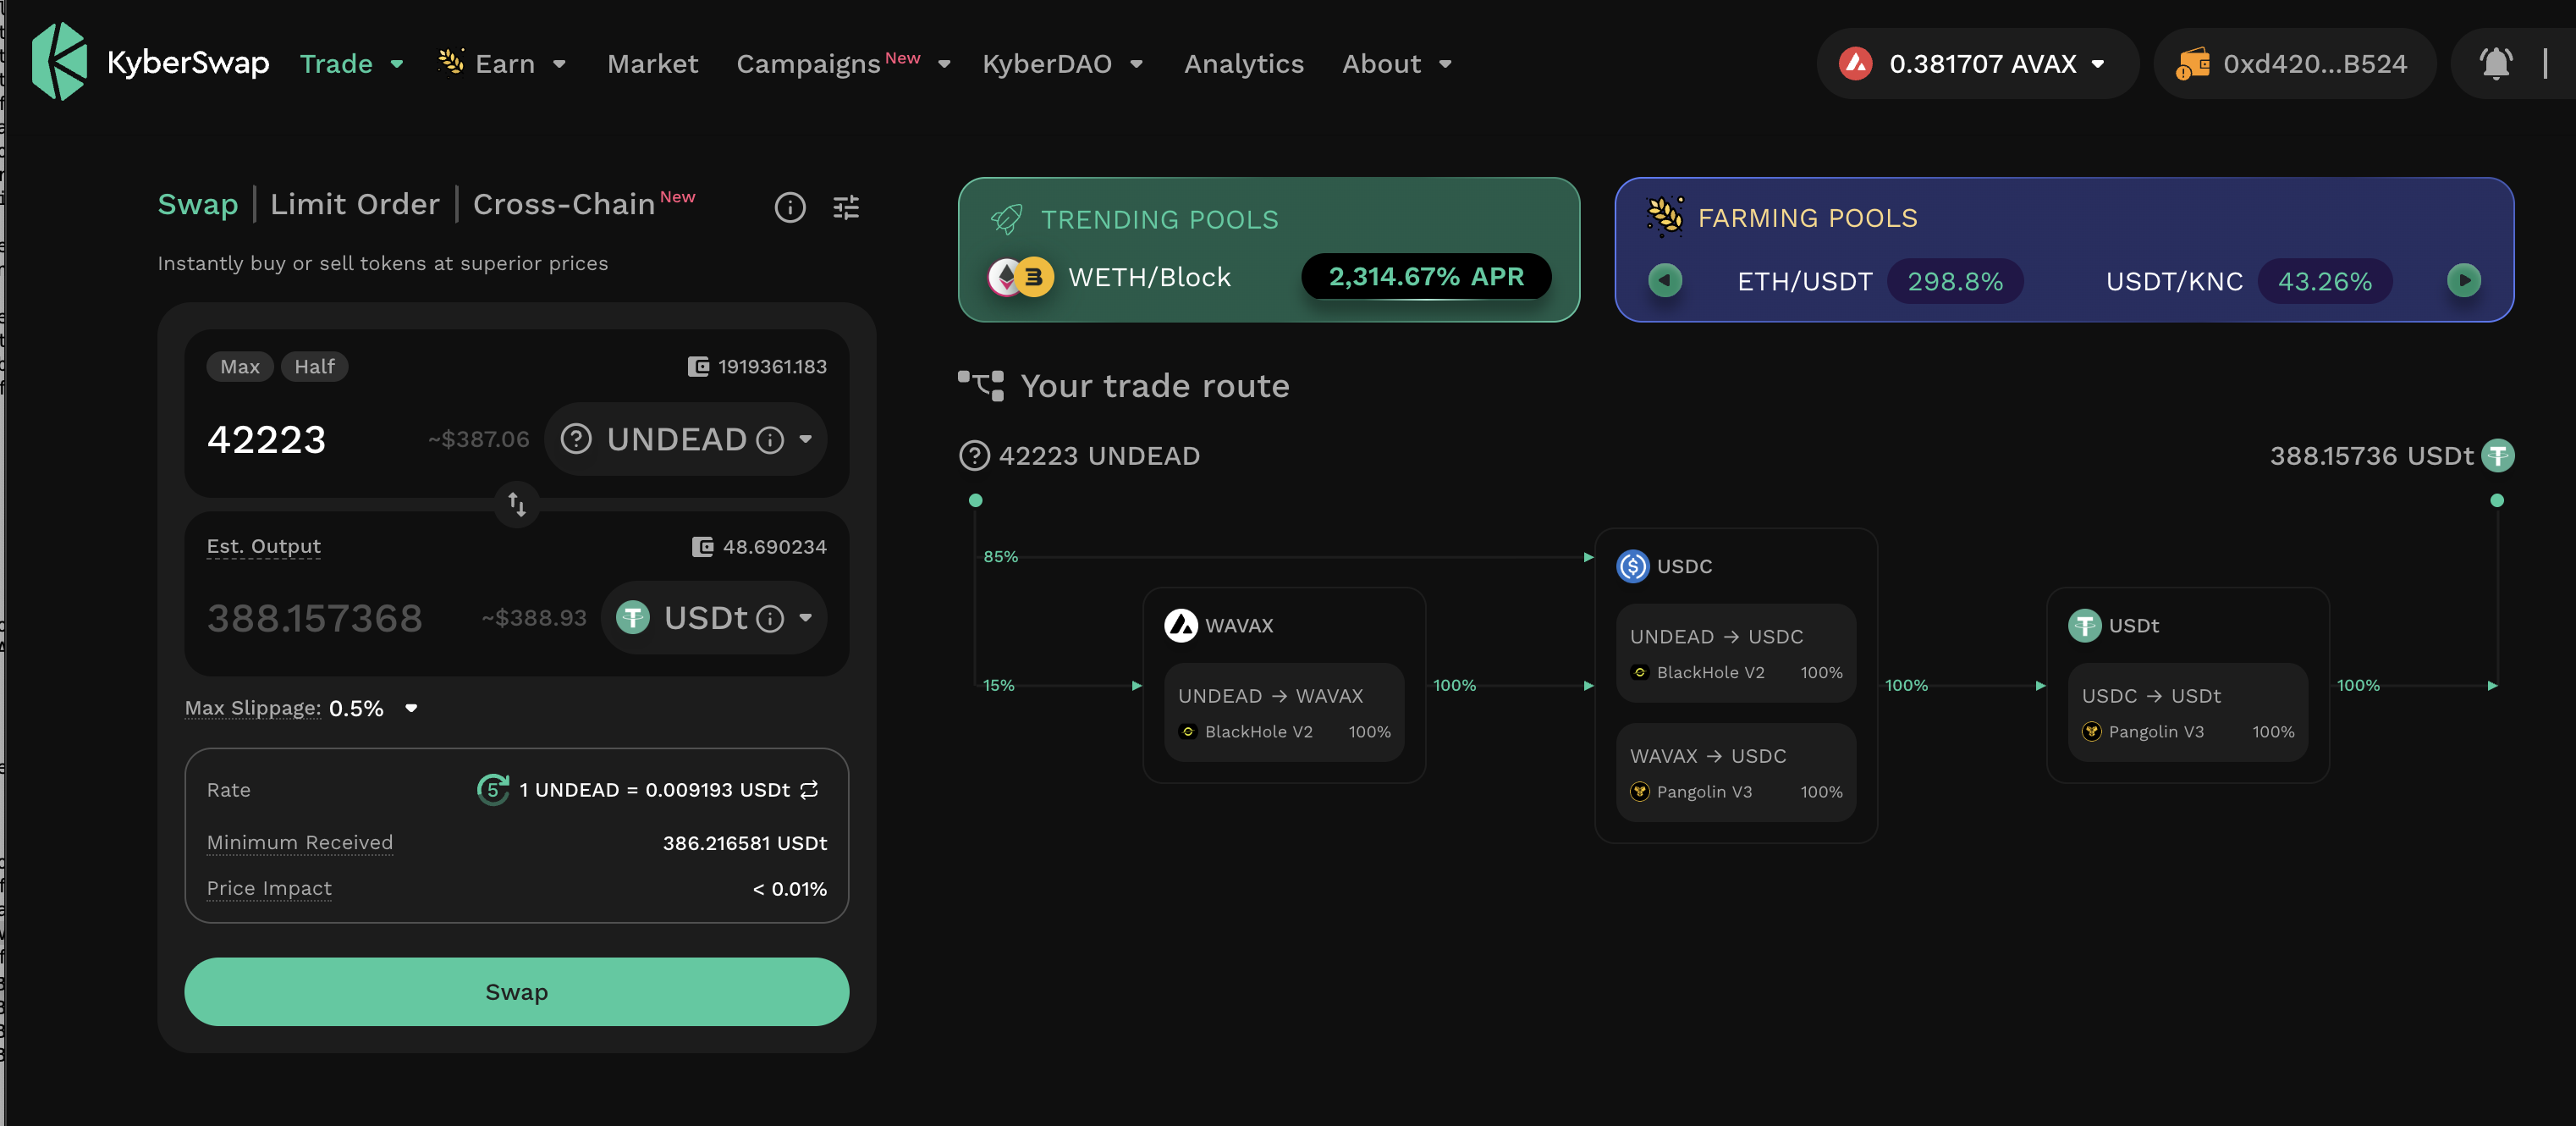 KyberSwap Trade Earn Market Campaigns New KyberDAO Analytics About 0.381707 AVAX 0xd420...B524
Swap | Limit Order | Cross-Chain New
Instantly buy or sell tokens at superior prices
Max Half 1919361.183
42223 ~$387.06 UNDEAD
Est. Output 48.690234
388.157368 ~$388.93 USDt
Max Slippage: 0.5%
Rate 5 1 UNDEAD = 0.009193 USDt
Minimum Received 386.216581 USDt
Price Impact < 0.01%
Swap
TRENDING POOLS
WETH/Block 2,314.67% APR
FARMING POOLS
ETH/USDT 298.8% USDT/KNC 43.26%
Your trade route
42223 UNDEAD 388.15736 USDt
85%
15%
WAVAX
UNDEAD → WAVAX
BlackHole V2 100%
100%
USDC
UNDEAD → USDC
BlackHole V2 100%
WAVAX → USDC
Pangolin V3 100%
100%
USDt
USDC → USDt
Pangolin V3 100%
100%